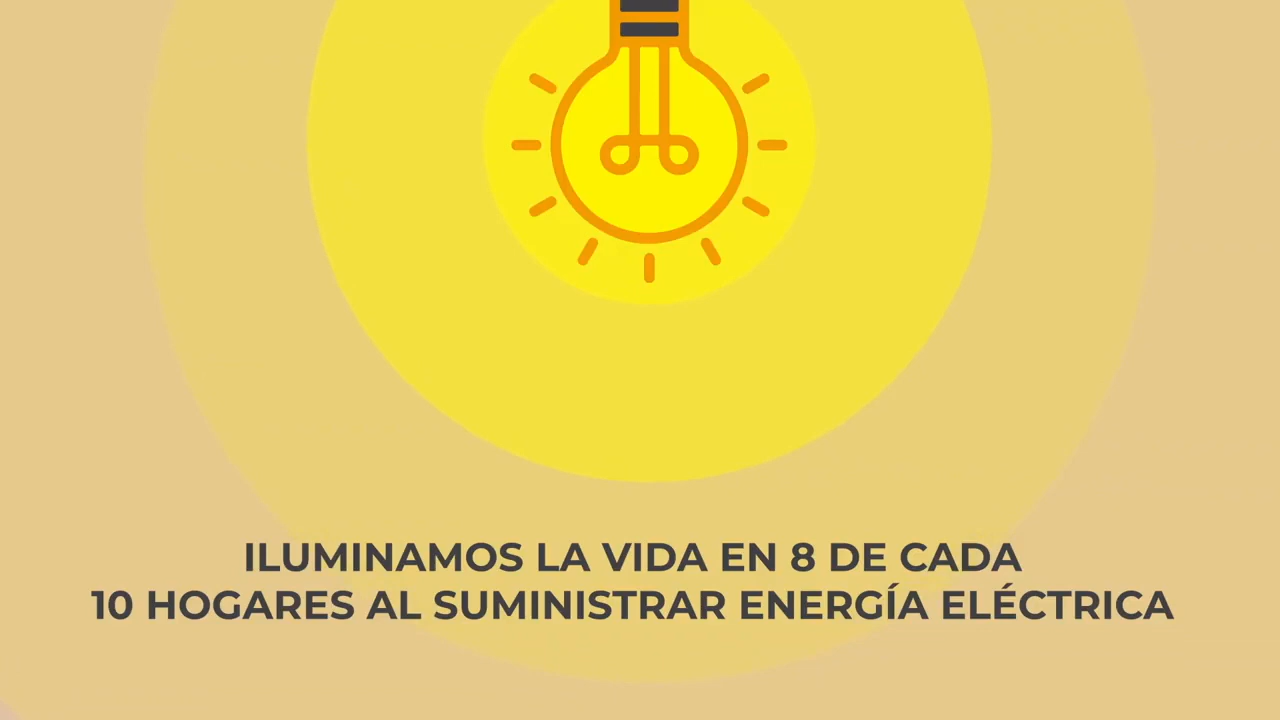 ILUMINAMOS LA VIDA EN 8 DE CADA
10 HOGARES AL SUMINISTRAR ENERGÍA ELÉCTRICA